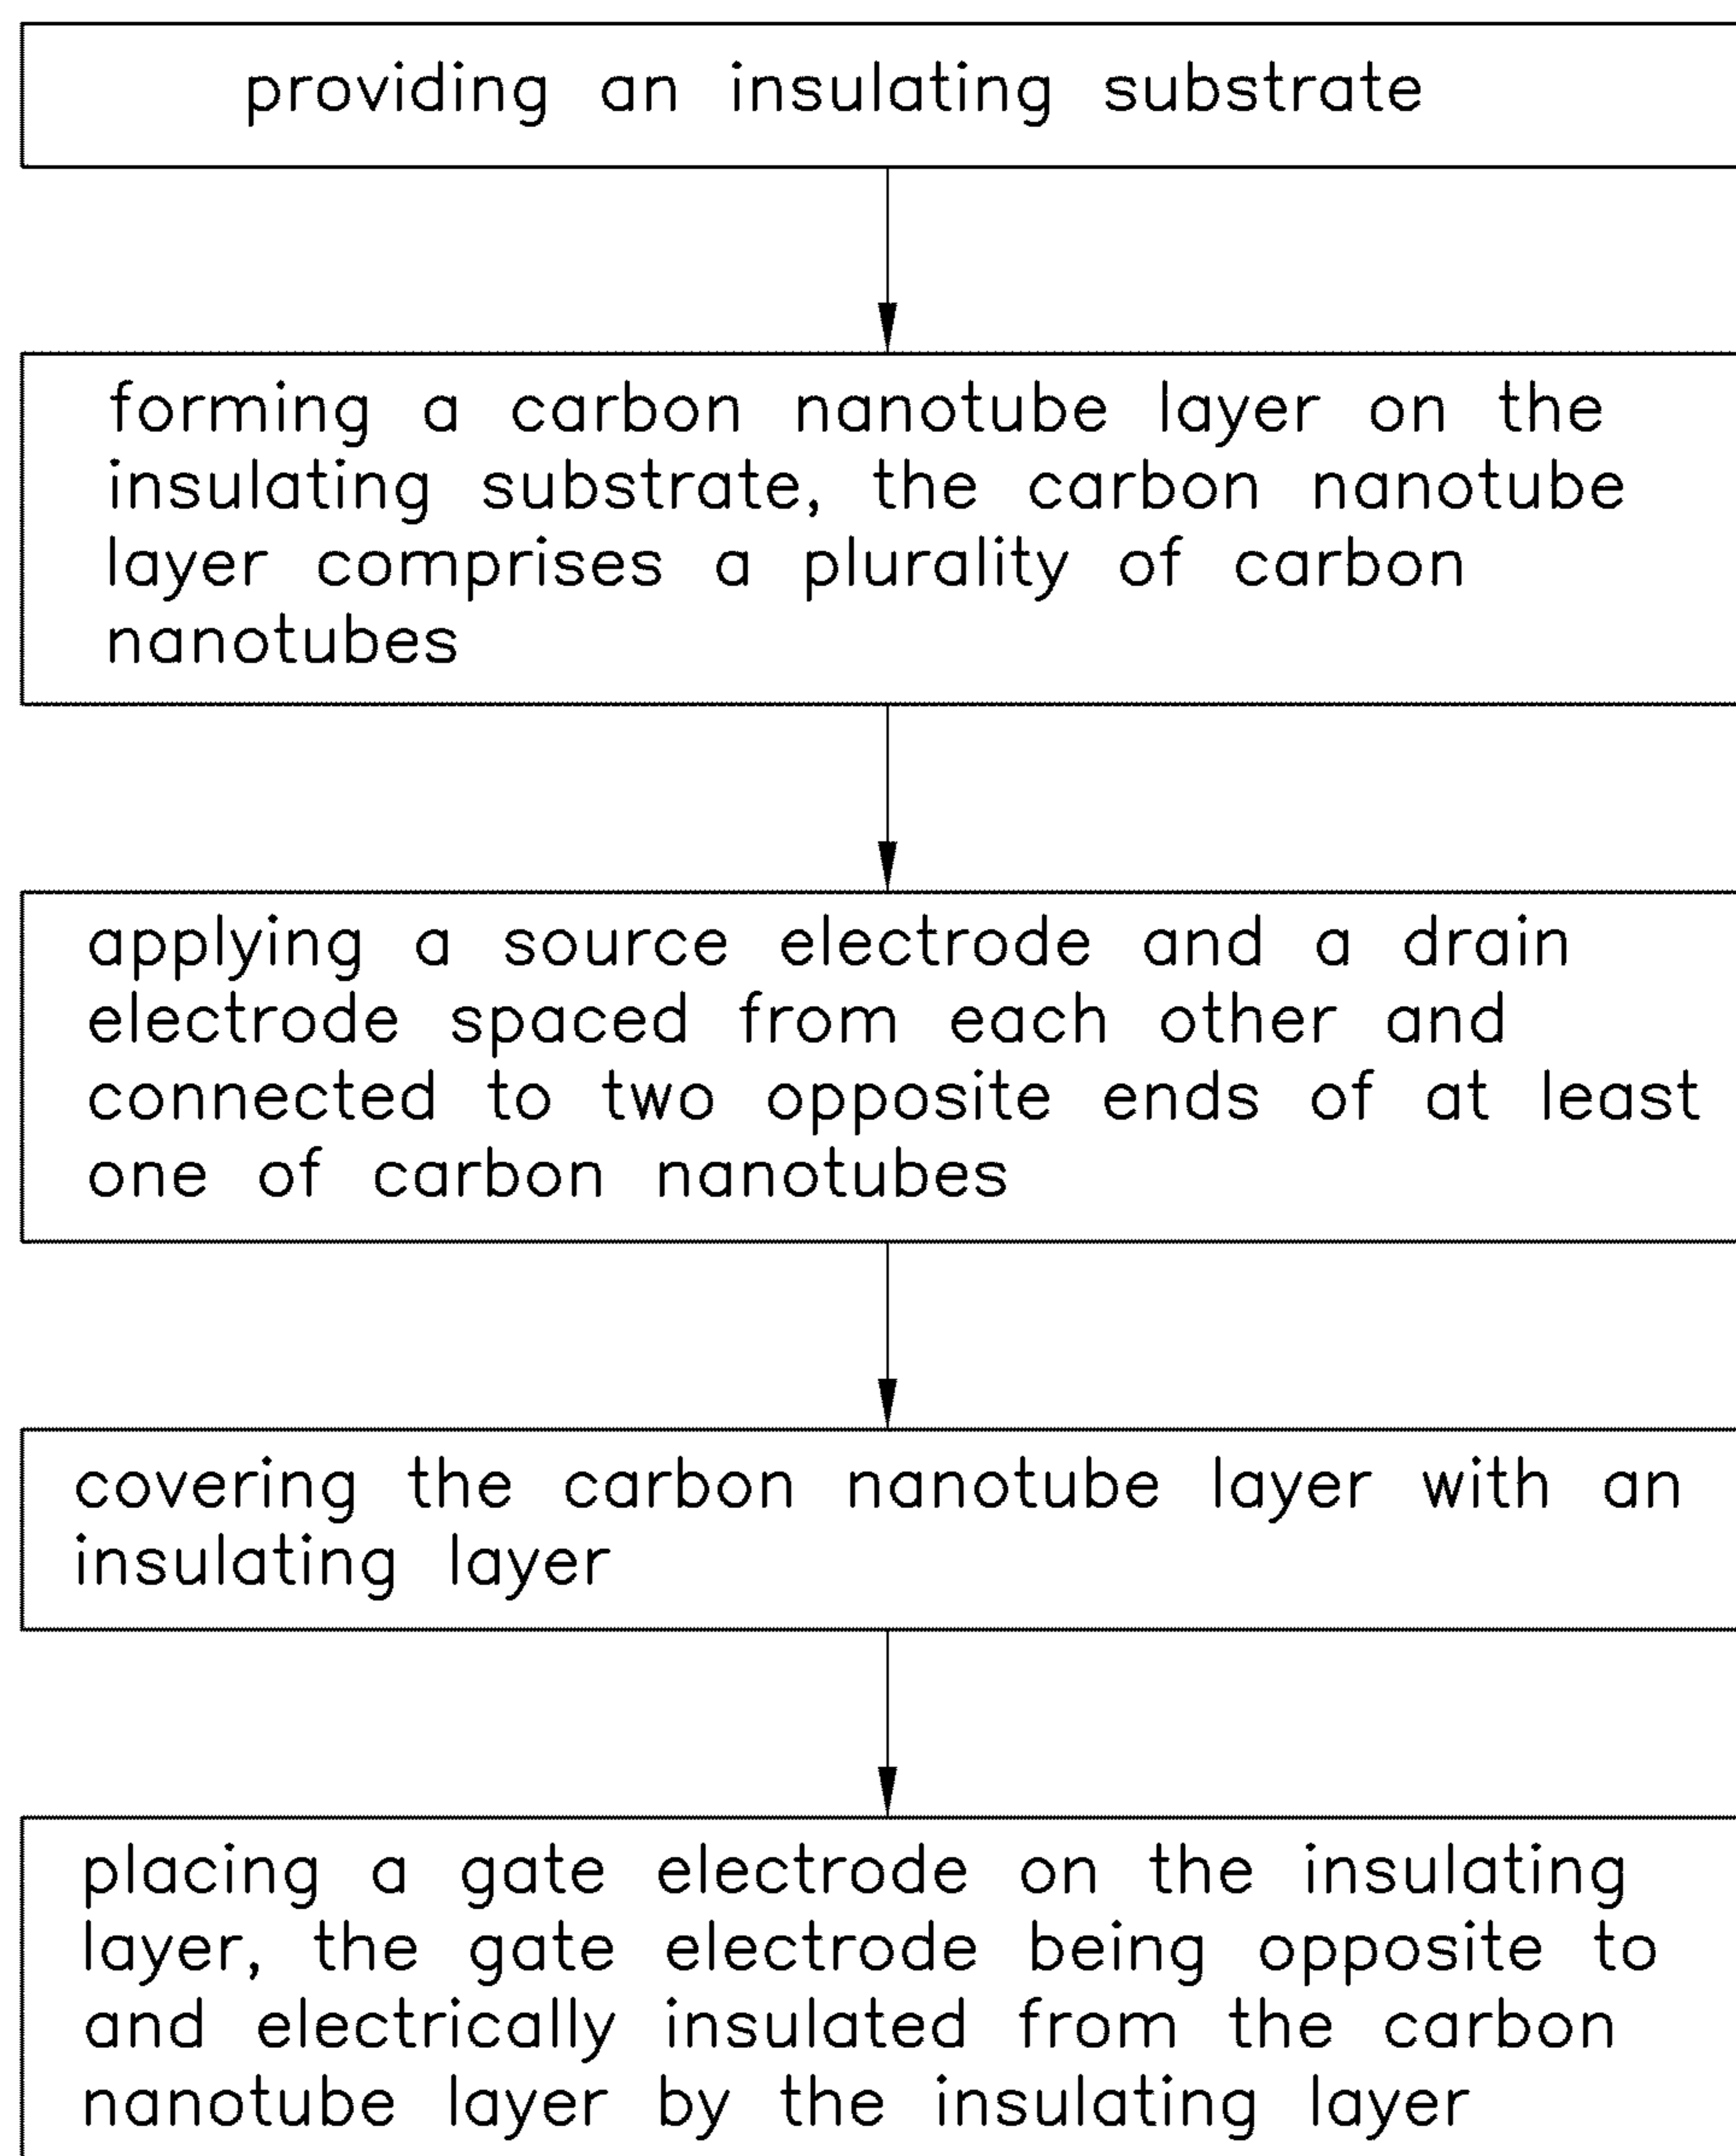 providing an insulating substrate
forming a carbon nanotube layer on the
insulating substrate, the carbon nanotube
layer comprises a plurality of carbon
nanotubes
applying a source electrode and a drain
electrode spaced from each other and
connected to two opposite ends of at least
one of carbon nanotubes
covering the carbon nanotube layer with an
insulating layer
placing a gate electrode on the insulating
layer, the gate electrode being opposite to
and electrically insulated from the carbon
nanotube layer by the insulating layer